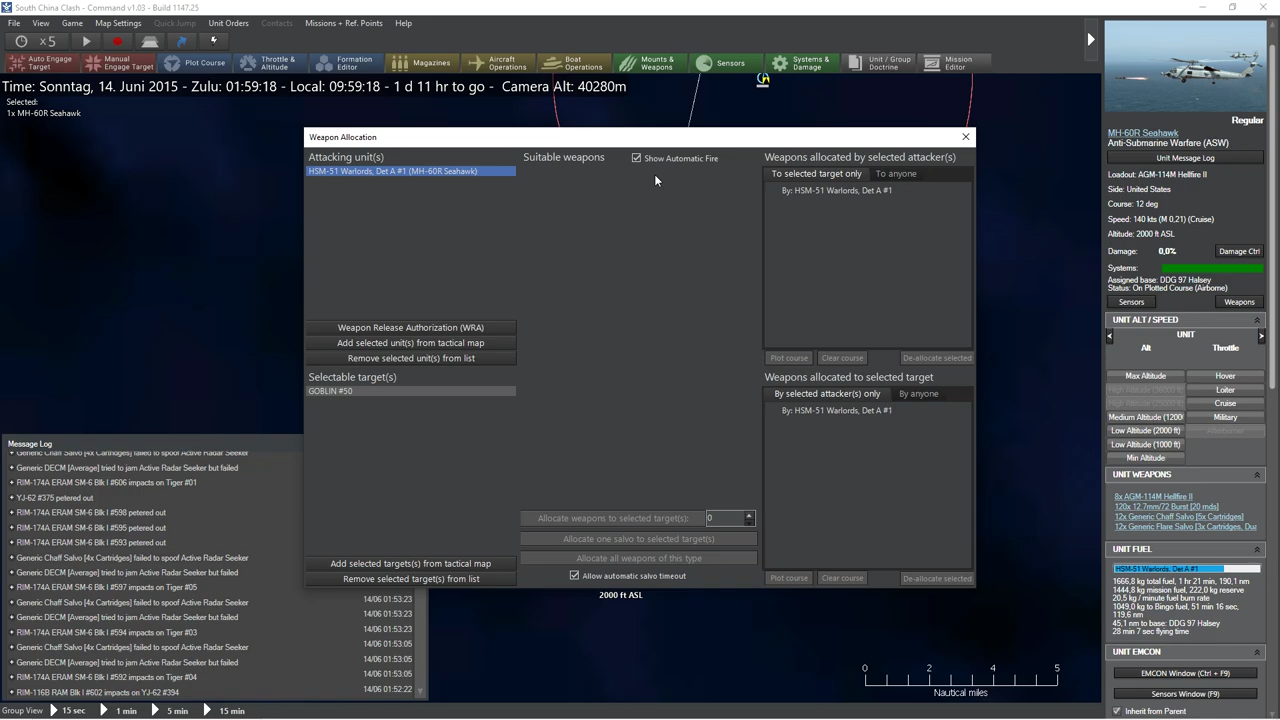 South China Clash - Command v1.03 - Build 1147.25
File View Game Map Settings Quick Jump Unit Orders Contacts Missions + Ref. Points Help
x5
Auto Engage Target
Manual Engage Target
Plot Course
Throttle & Altitude
Formation Editor
Magazines
Aircraft Operations
Boat Operations
Mounts & Weapons
Sensors
Systems & Damage
Unit / Group Doctrine
Mission Editor
Time: Sonntag, 14. Juni 2015 - Zulu: 01:59:18 - Local: 09:59:18 - 1 d 11 hr to go - Camera Alt: 40280m
Selected:
1x MH-60R Seahawk
Weapon Allocation
Attacking unit(s)
HSM-51 Warlords, Det A #1 (MH-60R Seahawk)
Weapon Release Authorization (WRA)
Add selected unit(s) from tactical map
Remove selected unit(s) from list
Selectable target(s)
GOBLIN #50
Add selected targets(s) from tactical map
Remove selected target(s) from list
Suitable weapons
Show Automatic Fire
Allocate weapons to selected target(s): 0
Allocate one salvo to selected target(s)
Allocate all weapons of this type
Allow automatic salvo timeout
Weapons allocated by selected attacker(s)
To selected target only To anyone
By: HSM-51 Warlords, Det A #1
Plot course Clear course De-allocate selected
Weapons allocated to selected target
By selected attacker(s) only By anyone
By: HSM-51 Warlords, Det A #1
Plot course Clear course De-allocate selected
2000 ft ASL
Message Log
Generic Chaff Salvo [4x Cartridges] failed to spoof Active Radar Seeker
Generic DECM [Average] tried to jam Active Radar Seeker but failed
RIM-174A ERAM SM-6 Blk I #606 impacts on Tiger #01
YJ-62 #375 petered out
RIM-174A ERAM SM-6 Blk I #598 petered out
RIM-174A ERAM SM-6 Blk I #595 petered out
RIM-174A ERAM SM-6 Blk I #593 petered out
Generic Chaff Salvo [4x Cartridges] failed to spoof Active Radar Seeker
Generic DECM [Average] tried to jam Active Radar Seeker but failed
RIM-174A ERAM SM-6 Blk I #597 impacts on Tiger #05
Generic Chaff Salvo [4x Cartridges] failed to spoof Active Radar Seeker 14/06 01:53:23
Generic DECM [Average] tried to jam Active Radar Seeker but failed 14/06 01:53:23
RIM-174A ERAM SM-6 Blk I #594 impacts on Tiger #03 14/06 01:53:23
Generic Chaff Salvo [4x Cartridges] failed to spoof Active Radar Seeker 14/06 01:53:05
Generic DECM [Average] tried to jam Active Radar Seeker but failed 14/06 01:53:05
RIM-174A ERAM SM-6 Blk I #592 impacts on Tiger #04 14/06 01:53:05
RIM-116B RAM Blk I #602 impacts on YJ-62 #394 14/06 01:52:22
0 2 3 4 5
Nautical miles
Group View 15 sec 1 min 5 min 15 min
Regular
MH-60R Seahawk
Anti-Submarine Warfare (ASW)
Unit Message Log
Loadout: AGM-114M Hellfire II
Side: United States
Course: 12 deg
Speed: 140 kts (M 0,21) (Cruise)
Altitude: 2000 ft ASL
Damage: 0,0% Damage Ctrl
Systems:
Assigned base: DDG 97 Halsey
Status: On Plotted Course (Airborne)
Sensors Weapons
UNIT ALT / SPEED
UNIT
Alt Throttle
Max Altitude Hover
Loiter
Cruise
Medium Altitude (1200 Military
Low Altitude (2000 ft)
Low Altitude (1000 ft)
Min Altitude
UNIT WEAPONS
8x AGM-114M Hellfire II
120x 12.7mm/72 Burst [20 rnds]
12x Generic Chaff Salvo [5x Cartridges]
12x Generic Flare Salvo [3x Cartridges, Dua
UNIT FUEL
HSM-51 Warlords, Det A #1
1666,8 kg total fuel, 1 hr 21 min, 190,1 nm
1444,8 kg mission fuel, 222,0 kg reserve
20,5 kg / minute fuel burn rate
1049,0 kg to Bingo fuel, 51 min 16 sec,
119,6 nm
45,1 nm to base: DDG 97 Halsey
28 min 7 sec flying time
UNIT EMCON
EMCON Window (Ctrl + F9)
Sensors Window (F9)
Inherit from Parent